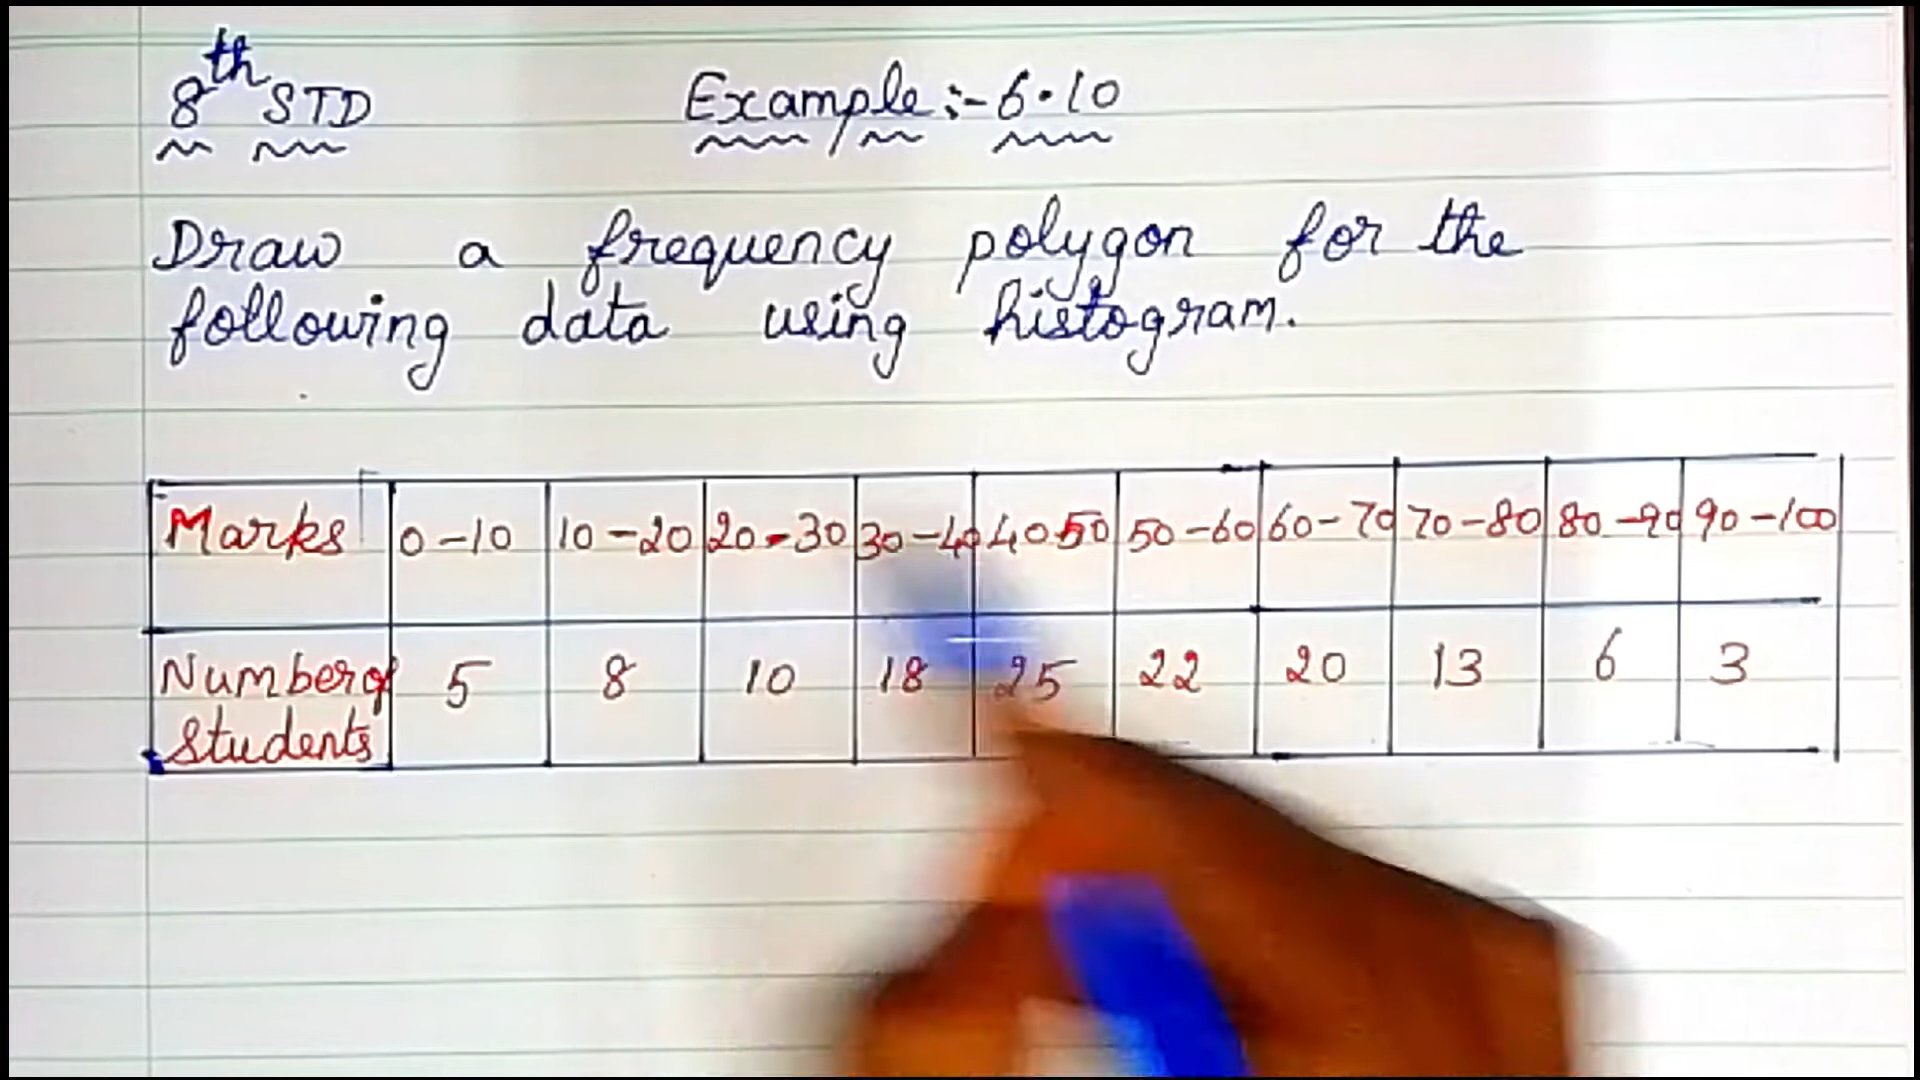 8th STD Example:- 6.10
Draw a frequency polygon for the
following data using histogram.
Marks 0-10 10-20 20-30 30-40 40-50 50-60 60-70 70-80 80-90 90-100
Number of 5 8 10 18 25 22 20 13 6 3
students